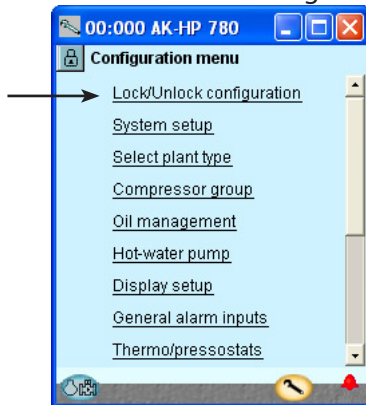 00:000 AK-HP 780
Configuration menu
Lock/Unlock configuration
System setup
Select plant type
Compressor group
Oil management
Hot-water pump
Display setup
General alarm inputs
Thermo/pressostats